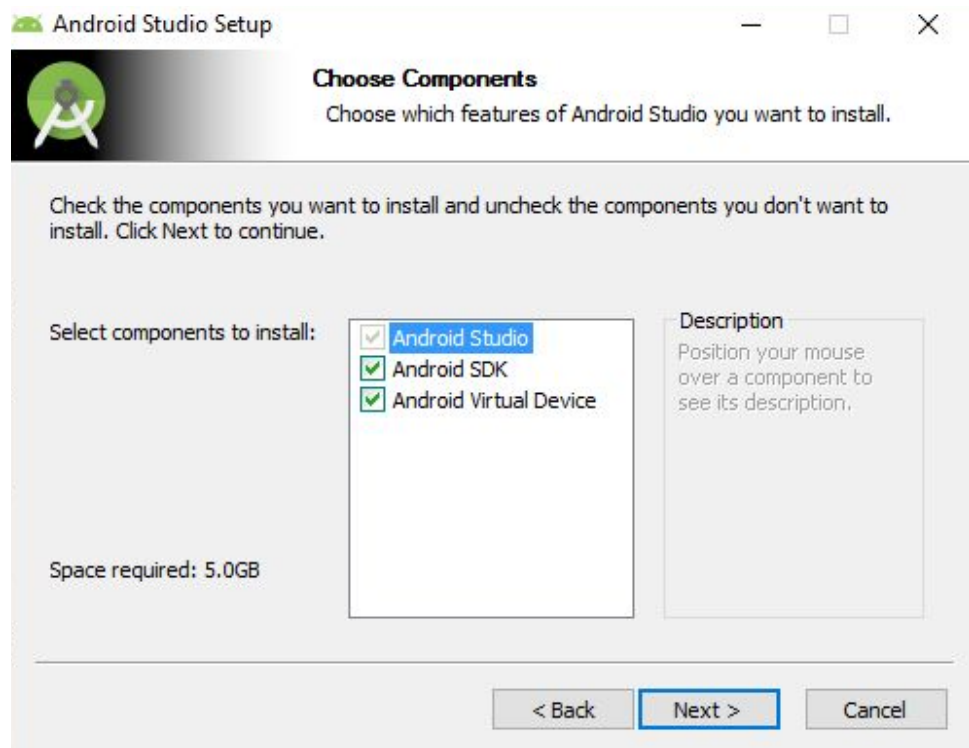 Android Studio Setup
Choose Components
Choose which features of Android Studio you want to install.
Check the components you want to install and uncheck the components you don't want to
install. Click Next to continue.
Select components to install:
Android Studio
Android SDK
Android Virtual Device
Description
Position your mouse
over a component to
see its description.
Space required: 5.0GB
< Back
Next >
Cancel